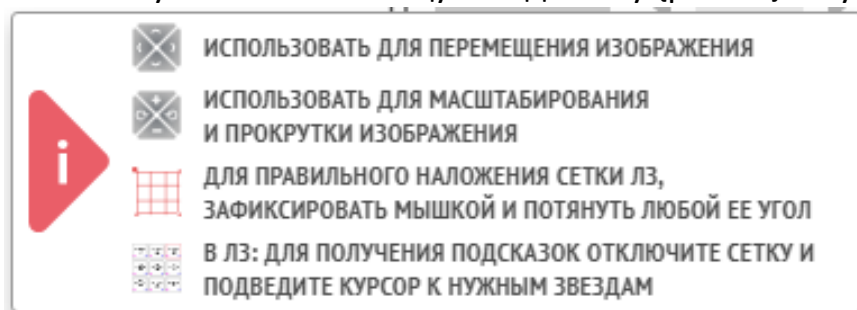 ИСПОЛЬЗОВАТЬ ДЛЯ ПЕРЕМЕЩЕНИЯ ИЗОБРАЖЕНИЯ
ИСПОЛЬЗОВАТЬ ДЛЯ МАСШТАБИРОВАНИЯ
И ПРОКРУТКИ ИЗОБРАЖЕНИЯ
i
ДЛЯ ПРАВИЛЬНОГО НАЛОЖЕНИЯ СЕТКИ ЛЗ,
ЗАФИКСИРОВАТЬ МЫШКОЙ И ПОТЯНУТЬ ЛЮБОЙ ЕЕ УГОЛ
В ЛЗ: ДЛЯ ПОЛУЧЕНИЯ ПОДСКАЗОК ОТКЛЮЧИТЕ СЕТКУ И
ПОДВЕДИТЕ КУРСОР К НУЖНЫМ ЗВЕЗДАМ